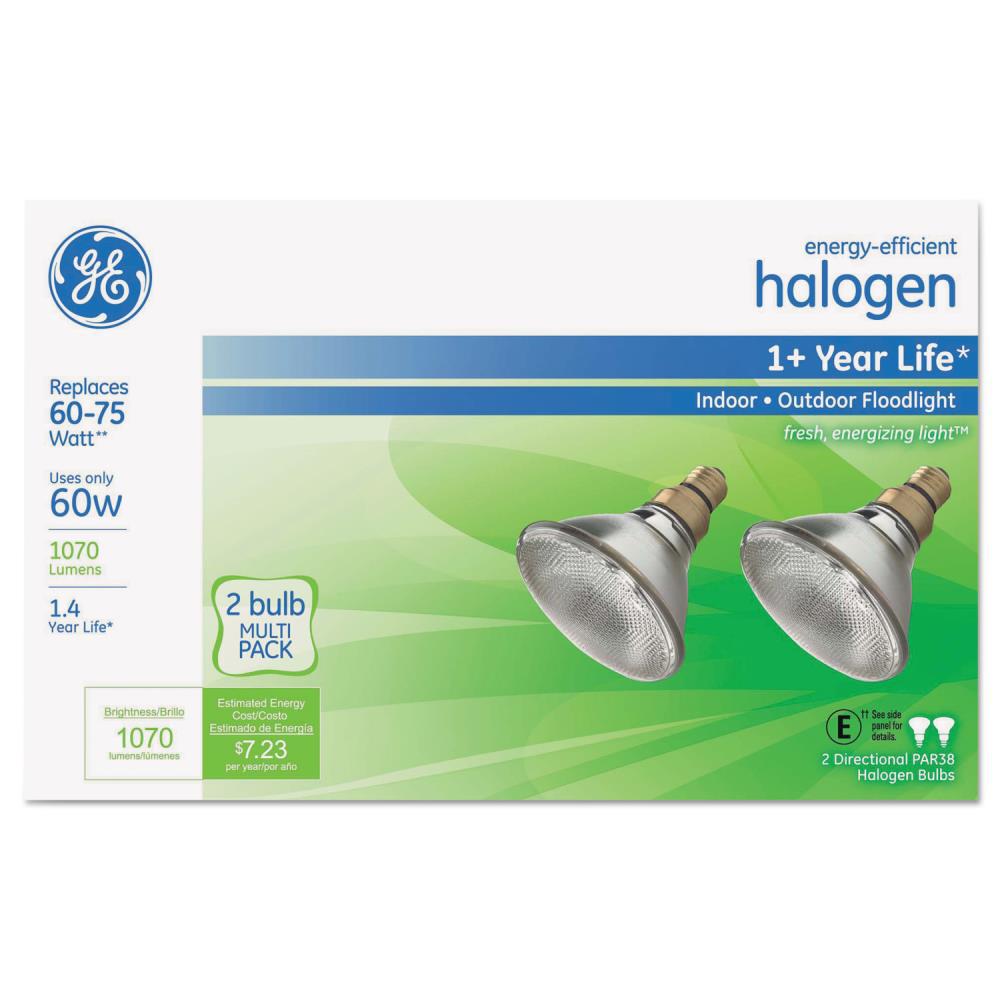 GE
energy-efficient
halogen
1+ Year Life*
Indoor • Outdoor Floodlight
fresh, energizing light™
Replaces
60-75
Watt**
Uses only
60w
1070
Lumens
1.4
Year Life*
2 bulb
MULTI
PACK
Brightness/Brillo
1070
lumens/lúmenes
Estimated Energy
Cost/Costo
Estimado de Energía
$7.23
per year/por año
E
†† See side
panel for
details.
2 Directional PAR38
Halogen Bulbs